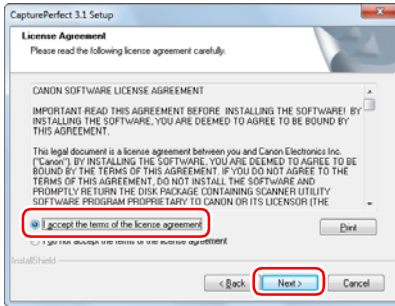 CapturePerfect 3.1 Setup
License Agreement
Please read the following license agreement carefully.
CANON SOFTWARE LICENSE AGREEMENT
IMPORTANT-READ THIS AGREEMENT BEFORE INSTALLING THE SOFTWARE! BY
INSTALLING THE SOFTWARE, YOU ARE DEEMED TO AGREE TO BE BOUND BY
THIS AGREEMENT.
This legal document is a license agreement between you and Canon Electronics Inc.
("Canon"). BY INSTALLING THE SOFTWARE, YOU ARE DEEMED TO AGREE TO BE
BOUND BY THE TERMS OF THIS AGREEMENT. IF YOU DO NOT AGREE TO THE
TERMS OF THIS AGREEMENT, DO NOT INSTALL THE SOFTWARE AND
PROMPTLY RETURN THE DISK PACKAGE CONTAINING SCANNER UTILITY
SOFTWARE PROGRAM PROPRIETARY TO CANON OR ITS LICENSOR (THE
I accept the terms of the license agreement
Print
I do not accept the terms of the license agreement
InstallShield
< Back Next > Cancel